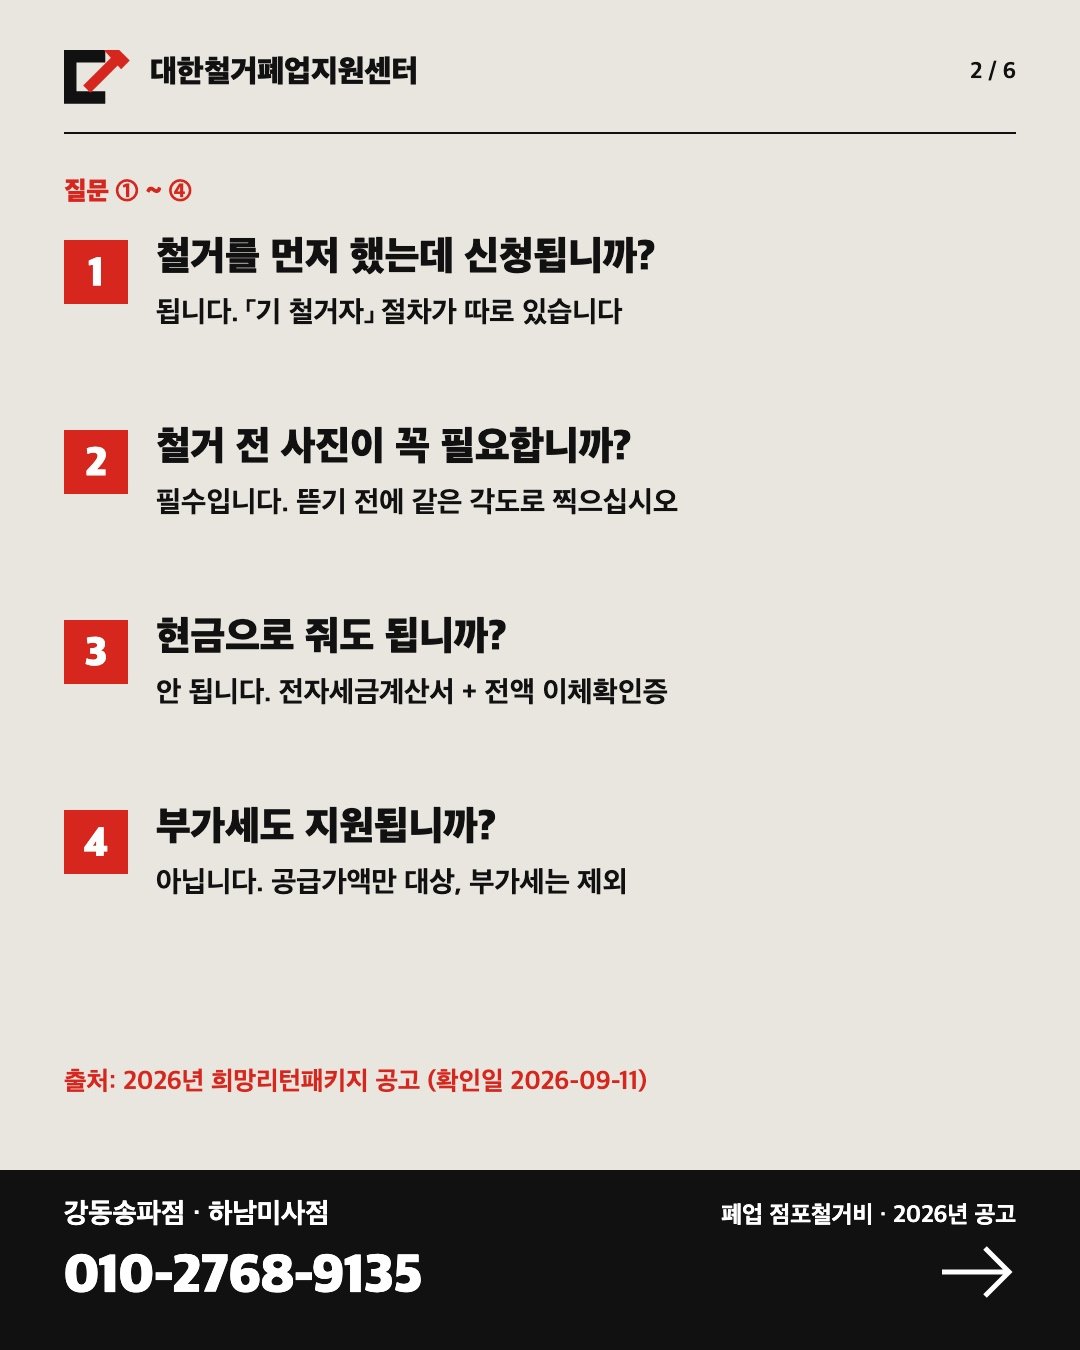 대한철거폐업지원센터
2 / 6
질문 ① ~ ④
1
철거를 먼저 했는데 신청됩니까?
됩니다. 「기 철거자」 절차가 따로 있습니다
2
철거 전 사진이 꼭 필요합니까?
필수입니다. 뜯기 전에 같은 각도로 찍으십시오
3
현금으로 줘도 됩니까?
안 됩니다. 전자세금계산서 + 전액 이체확인증
4
부가세도 지원됩니까?
아닙니다. 공급가액만 대상, 부가세는 제외
출처: 2026년 희망리턴패키지 공고 (확인일 2026-09-11)
강동송파점 · 하남미사점
폐업 점포철거비 · 2026년 공고
010-2768-9135